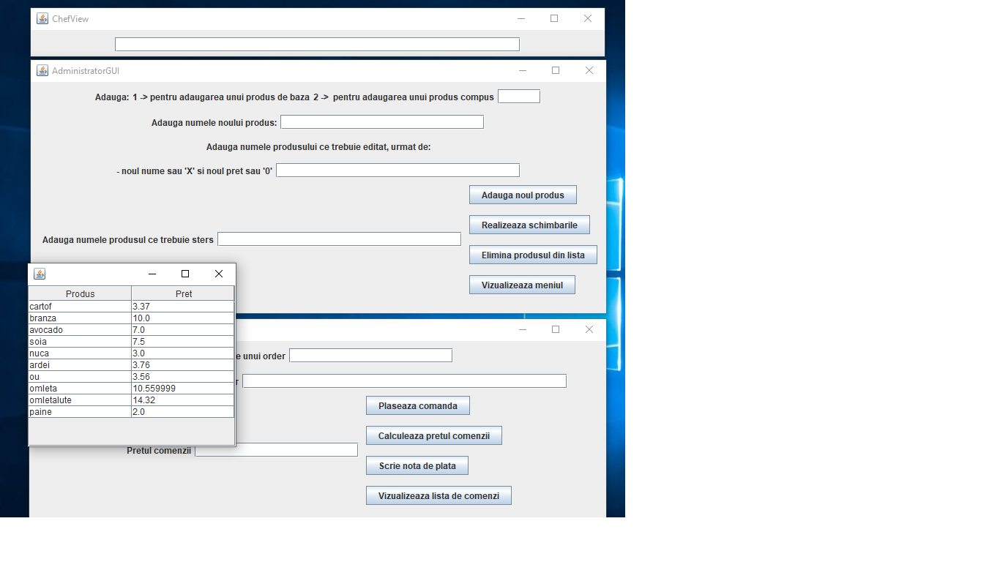 ChefView
AdministratorGUI
Adauga: 1 -> pentru adaugarea unui produs de baza 2 -> pentru adaugarea unui produs compus
Adauga numele noului produs:
Adauga numele produsului ce trebuie editat, urmat de:
- noul nume sau 'X' si noul pret sau '0'
Adauga noul produs
Realizeaza schimbarile
Adauga numele produsul ce trebuie sters
Elimina produsul din lista
Vizualizeaza meniul
Produs Pret
cartof 3.37
branza 10.0
avocado 7.0
soia 7.5
nuca 3.0
ardei 3.76
ou 3.56
omleta 10.559999
omletalute 14.32
paine 2.0
e unui order
r
Plaseaza comanda
Calculeaza pretul comenzii
Pretul comenzii
Scrie nota de plata
Vizualizeaza lista de comenzi